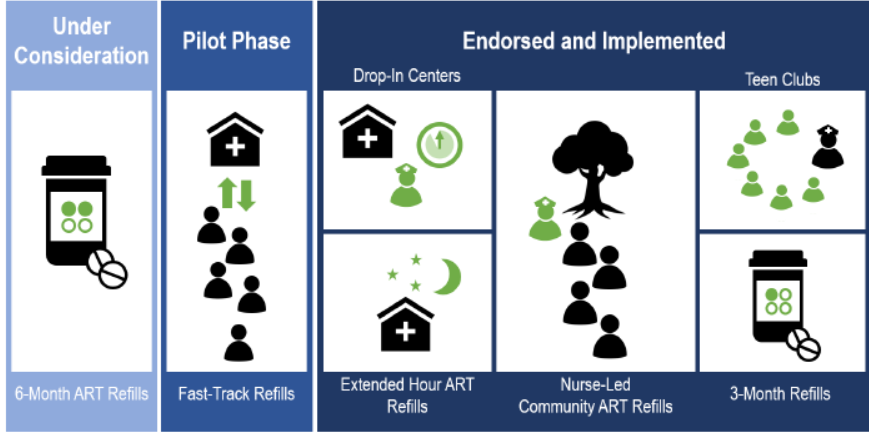 Under
Consideration
Pilot Phase
Endorsed and Implemented
Drop-In Centers
Teen Clubs
6-Month ART Refills
Fast-Track Refills
Extended Hour ART
Refills
Nurse-Led
Community ART Refills
3-Month Refills